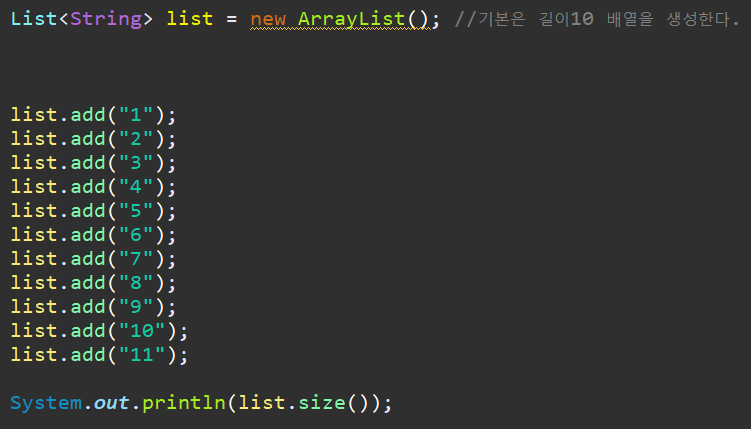 List<String> list = new ArrayList(); //기본은 길이10 배열을 생성한다.
list.add("1");
list.add("2");
list.add("3");
list.add("4");
list.add("5");
list.add("6");
list.add("7");
list.add("8");
list.add("9");
list.add("10");
list.add("11");
System.out.println(list.size());